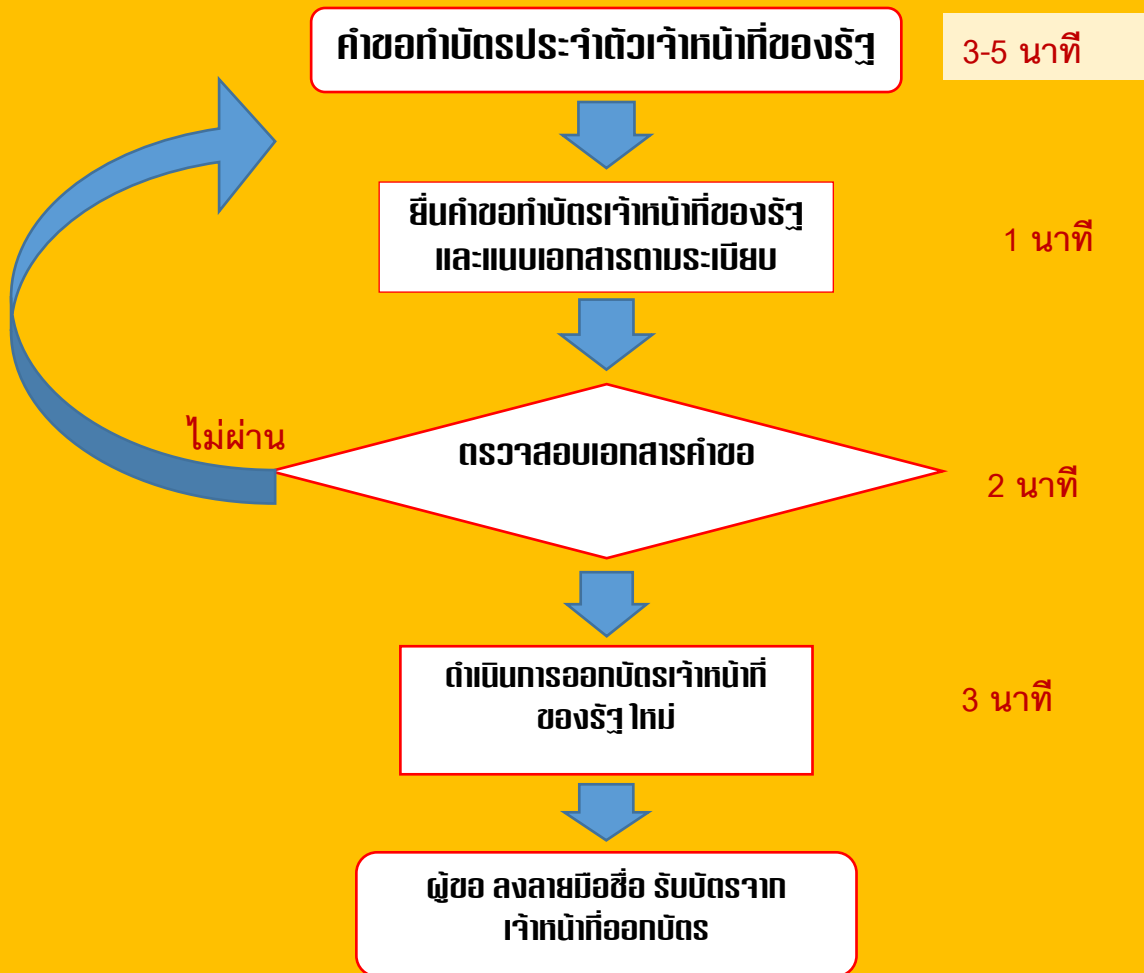 คำขอทำบัตรประจำตัวเจ้าหน้าที่ของรัฐ
3-5 นาที
ยื่นคำขอทำบัตรเจ้าหน้าที่ของรัฐ
และแนบเอกสารตามระเบียบ
1 นาที
ไม่ผ่าน
ตรวจสอบเอกสารคำขอ
2 นาที
ดำเนินการออกบัตรเจ้าหน้าที่
ของรัฐ ใหม่
3 นาที
ผู้ขอ ลงลายมือชื่อ รับบัตรจาก
เจ้าหน้าที่ออกบัตร